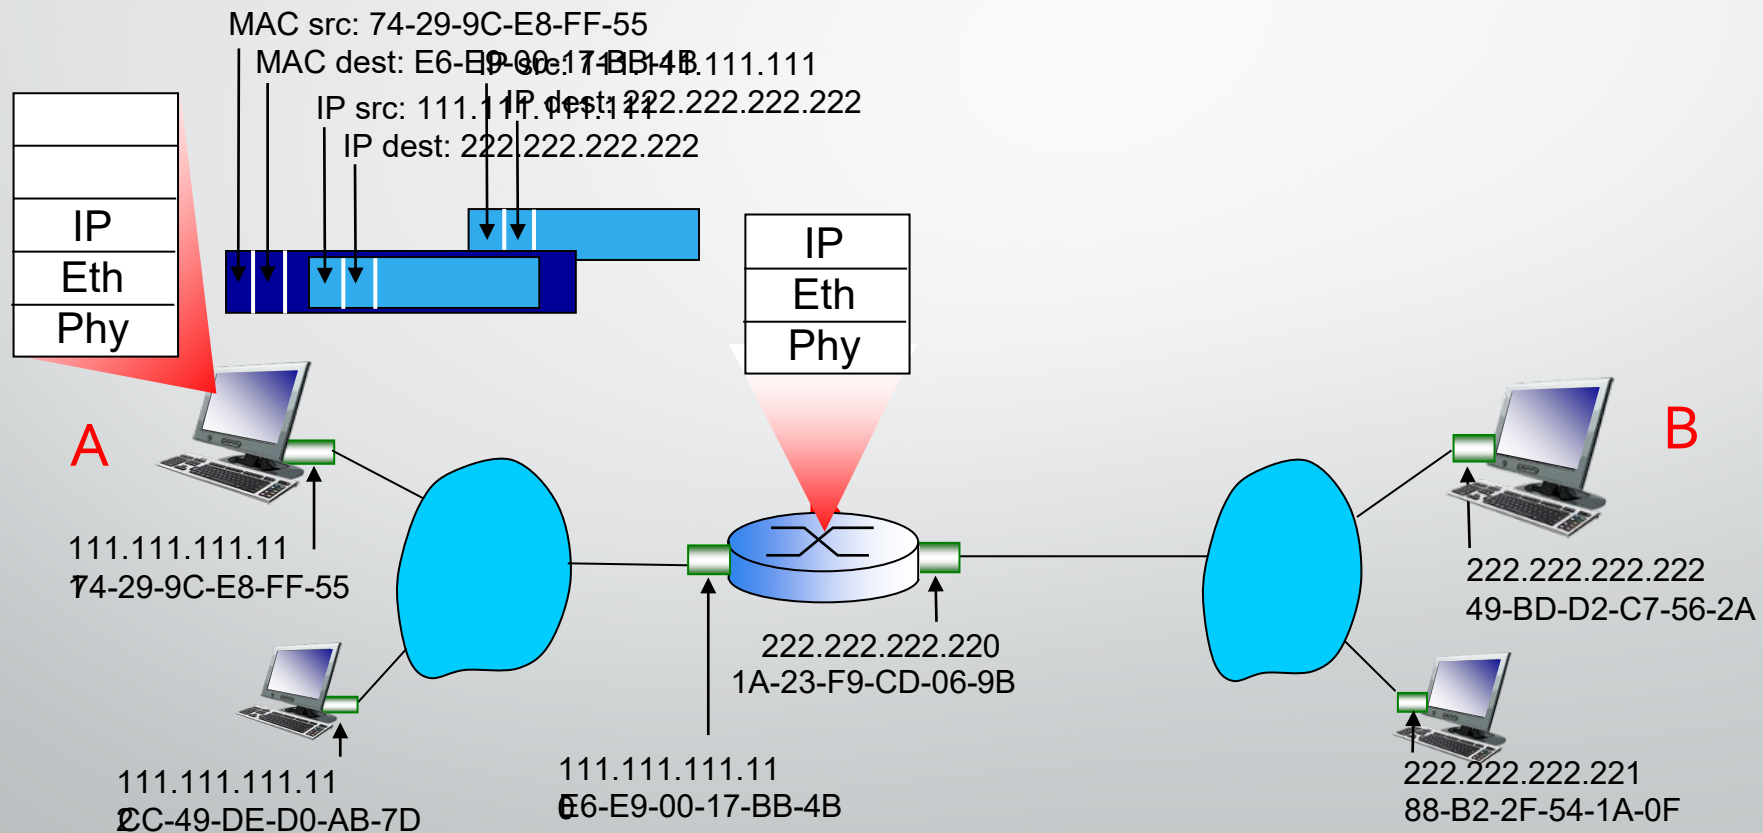 MAC src: 74-29-9C-E8-FF-55
MAC dest: E6-E9-00-17-BB-4B
IP src: 111.111.111.111
IP dest: 222.222.222.222
IP src: 111.111.111.111
IP dest: 222.222.222.222
IP
Eth
Phy
IP
Eth
Phy
A
B
111.111.111.11
1
74-29-9C-E8-FF-55
222.222.222.222
49-BD-D2-C7-56-2A
222.222.222.220
1A-23-F9-CD-06-9B
111.111.111.11
2
CC-49-DE-D0-AB-7D
111.111.111.11
0
E6-E9-00-17-BB-4B
222.222.222.221
88-B2-2F-54-1A-0F